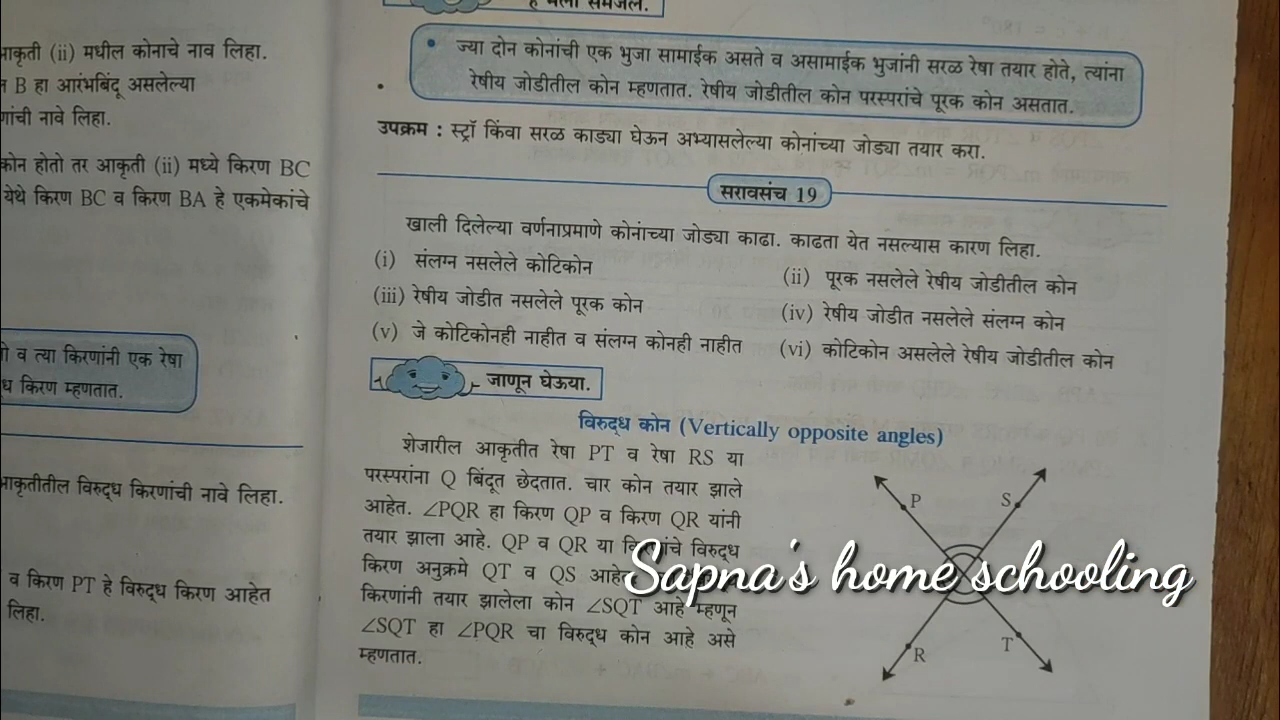 हे मला समजले.
• ज्या दोन कोनांची एक भुजा सामाईक असते व असामाईक भुजांनी सरळ रेषा तयार होते, त्यांना
रेषीय जोडीतील कोन म्हणतात. रेषीय जोडीतील कोन परस्परांचे पूरक कोन असतात.
उपक्रम : स्ट्रॉ किंवा सरळ काड्या घेऊन अभ्यासलेल्या कोनांच्या जोड्या तयार करा.
सरावसंच 19
खाली दिलेल्या वर्णनाप्रमाणे कोनांच्या जोड्या काढा. काढता येत नसल्यास कारण लिहा.
(i) संलग्न नसलेले कोटिकोन
(ii) पूरक नसलेले रेषीय जोडीतील कोन
(iii) रेषीय जोडीत नसलेले पूरक कोन
(iv) रेषीय जोडीत नसलेले संलग्न कोन
(v) जे कोटिकोनही नाहीत व संलग्न कोनही नाहीत
(vi) कोटिकोन असलेले रेषीय जोडीतील कोन
जाणून घेऊया.
विरुद्ध कोन (Vertically opposite angles)
शेजारील आकृतीत रेषा PT व रेषा RS या
परस्परांना Q बिंदूत छेदतात. चार कोन तयार झाले
आहेत. ∠PQR हा किरण QP व किरण QR यांनी
तयार झाला आहे. QP व QR या किरणांचे विरुद्ध
किरण अनुक्रमे QT व QS आहेत
किरणांनी तयार झालेला कोन ∠SQT आहे म्हणून
∠SQT हा ∠PQR चा विरुद्ध कोन आहे असे
म्हणतात.
P
S
R
T
Sapna's home schooling
आकृती (ii) मधील कोनाचे नाव लिहा.
B हा आरंभबिंदू असलेल्या
नावे लिहा.
कोन होतो तर आकृती (ii) मध्ये किरण BC
येथे किरण BC व किरण BA हे एकमेकांचे
व त्या किरणांनी एक रेषा
किरण म्हणतात.
आकृतीतील विरुद्ध किरणांची नावे लिहा.
व किरण PT हे विरुद्ध किरण आहेत
लिहा.